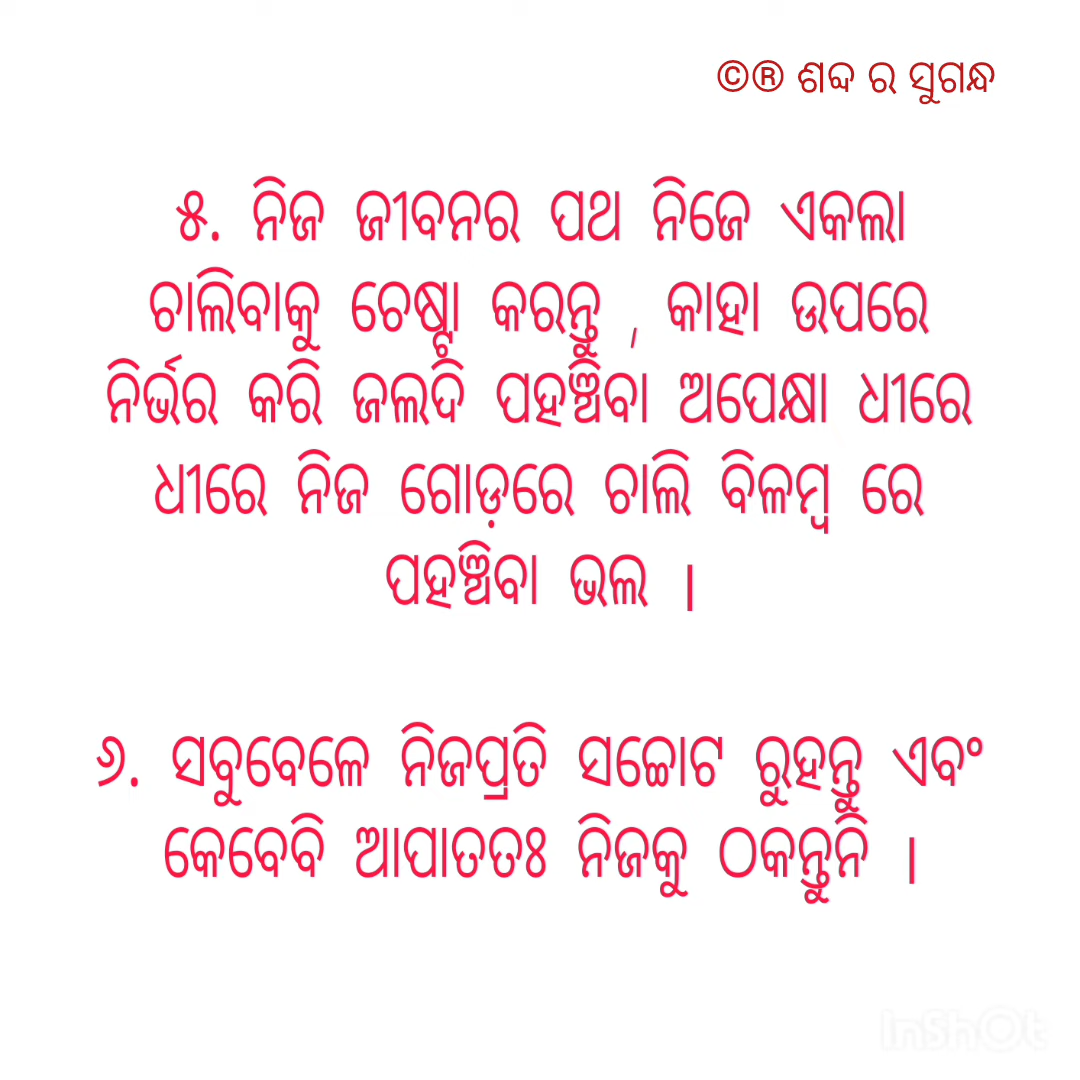 ©® ଶବ୍ଦ ର ସୁଗନ୍ଧ
୫. ନିଜ ଜୀବନର ପଥ ନିଜେ ଏକଲା
ଚାଲିବାକୁ ଚେଷ୍ଟା କରନ୍ତୁ , କାହା ଉପରେ
ନିର୍ଭର କରି ଜଲଦି ପହଞ୍ଚିବା ଅପେକ୍ଷା ଧୀରେ
ଧୀରେ ନିଜ ଗୋଡ଼ରେ ଚାଲି ବିଳମ୍ବ ରେ
ପହଞ୍ଚିବା ଭଲ ।
୬. ସବୁବେଳେ ନିଜପ୍ରତି ସଚ୍ଚୋଟ ରୁହନ୍ତୁ ଏବଂ
କେବେବି ଆପାତତଃ ନିଜକୁ ଠକନ୍ତୁନି ।
InShOt